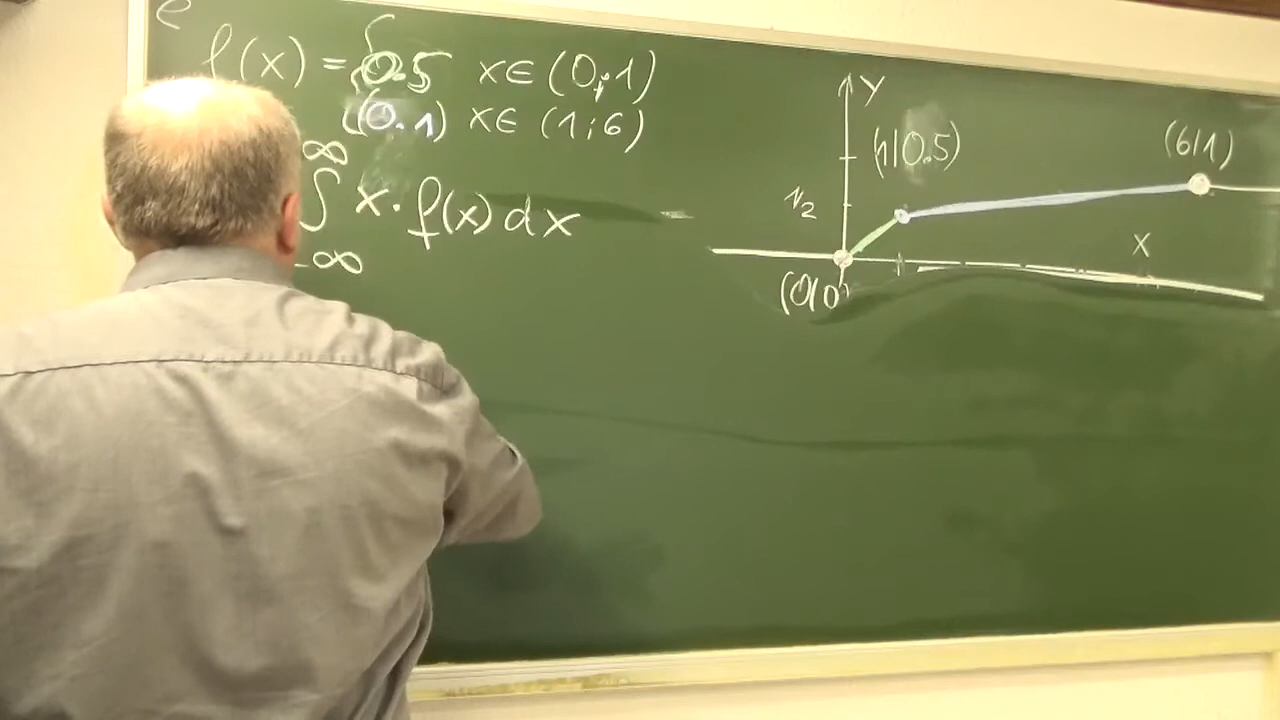 e
f(x) = {0.5 x∈(0;1)
(0.1) x∈ (1;6)
∞
∫ x·f(x)dx
-∞
y
(1|0.5)
(6|1)
1/2
x
(0|0)